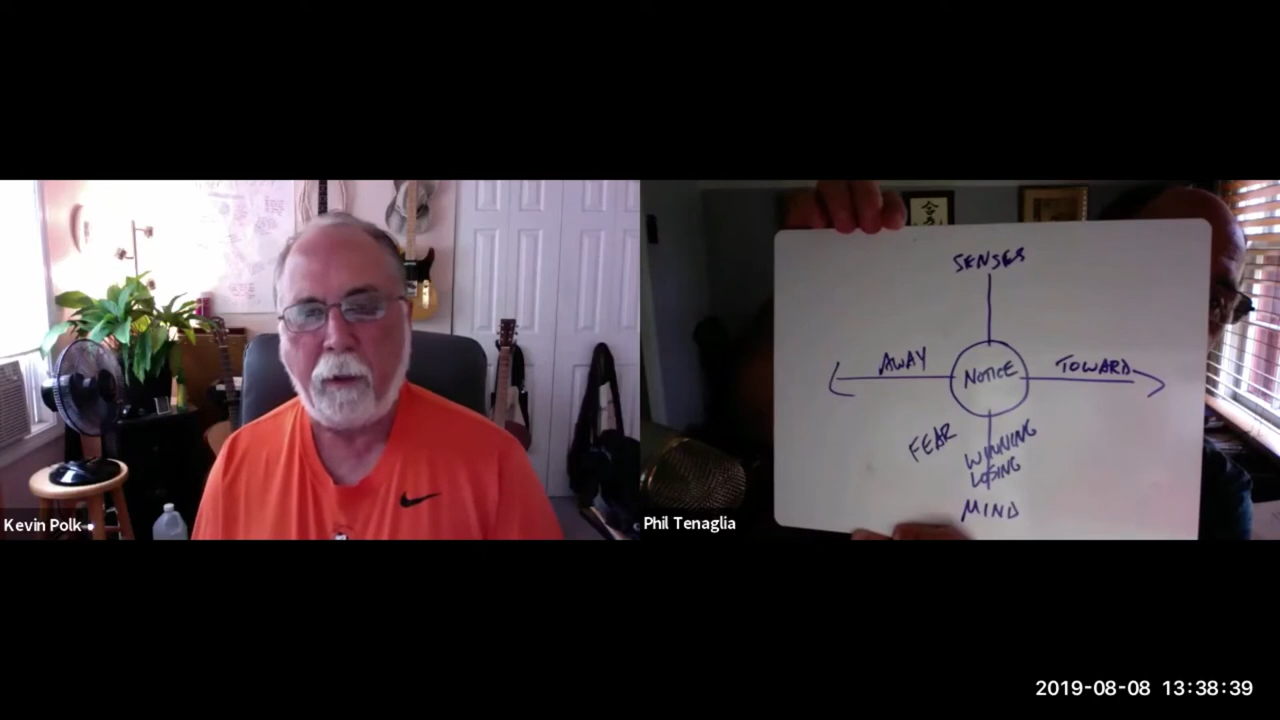 SENSES
AWAY
NOTICE
TOWARD
FEAR
WINNING
LOSING
MIND
Kevin Polk
Phil Tenaglia
2019-08-08 13:38:39